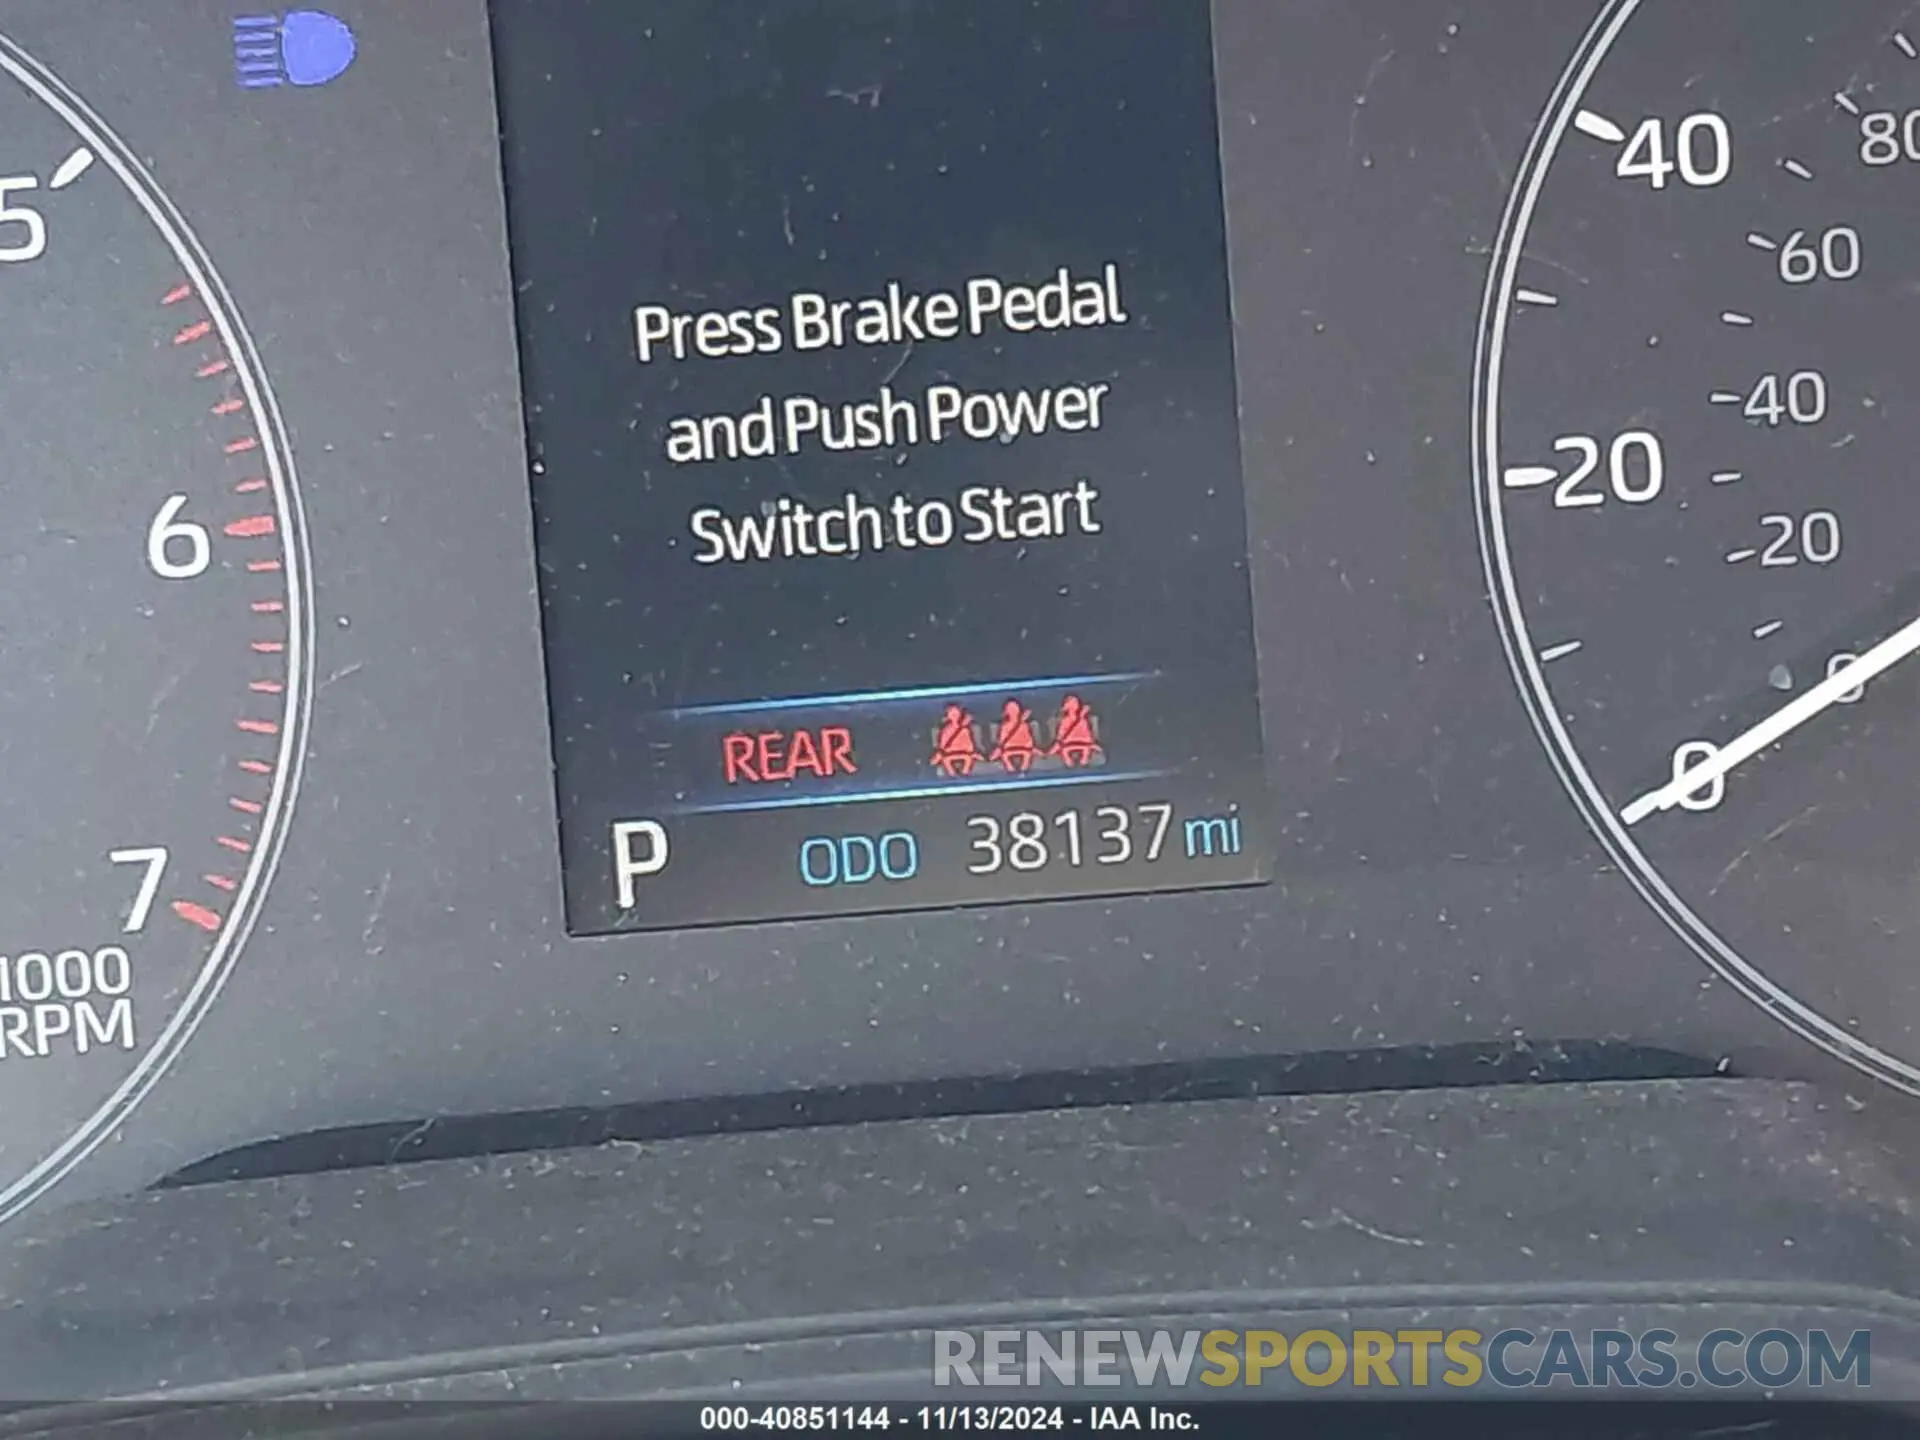 5
6
7
1000
RPM
Press Brake Pedal
and Push Power
Switch to Start
REAR
P ODO 38137 mi
40
80
60
40
20
20
0
0
RENEWSPORTSCARS.COM
000-40851144 - 11/13/2024 - IAA Inc.